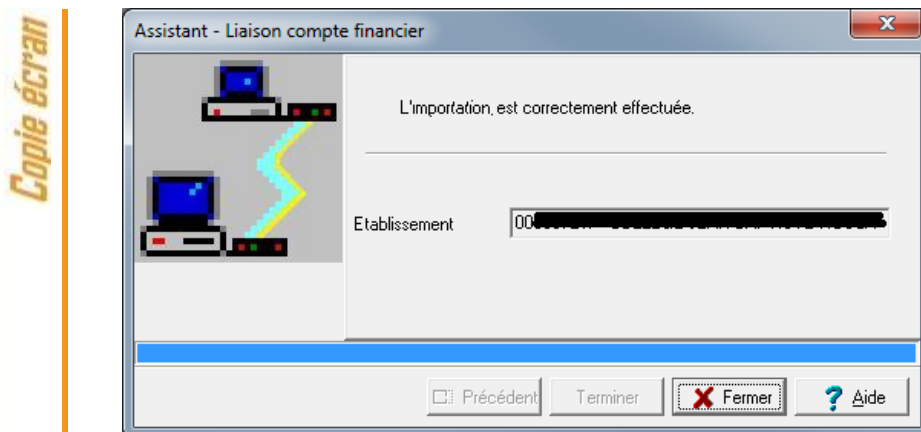 Copie écran
Assistant - Liaison compte financier
L'importation, est correctement effectuée.
Etablissement
Précédent
Terminer
Fermer
Aide